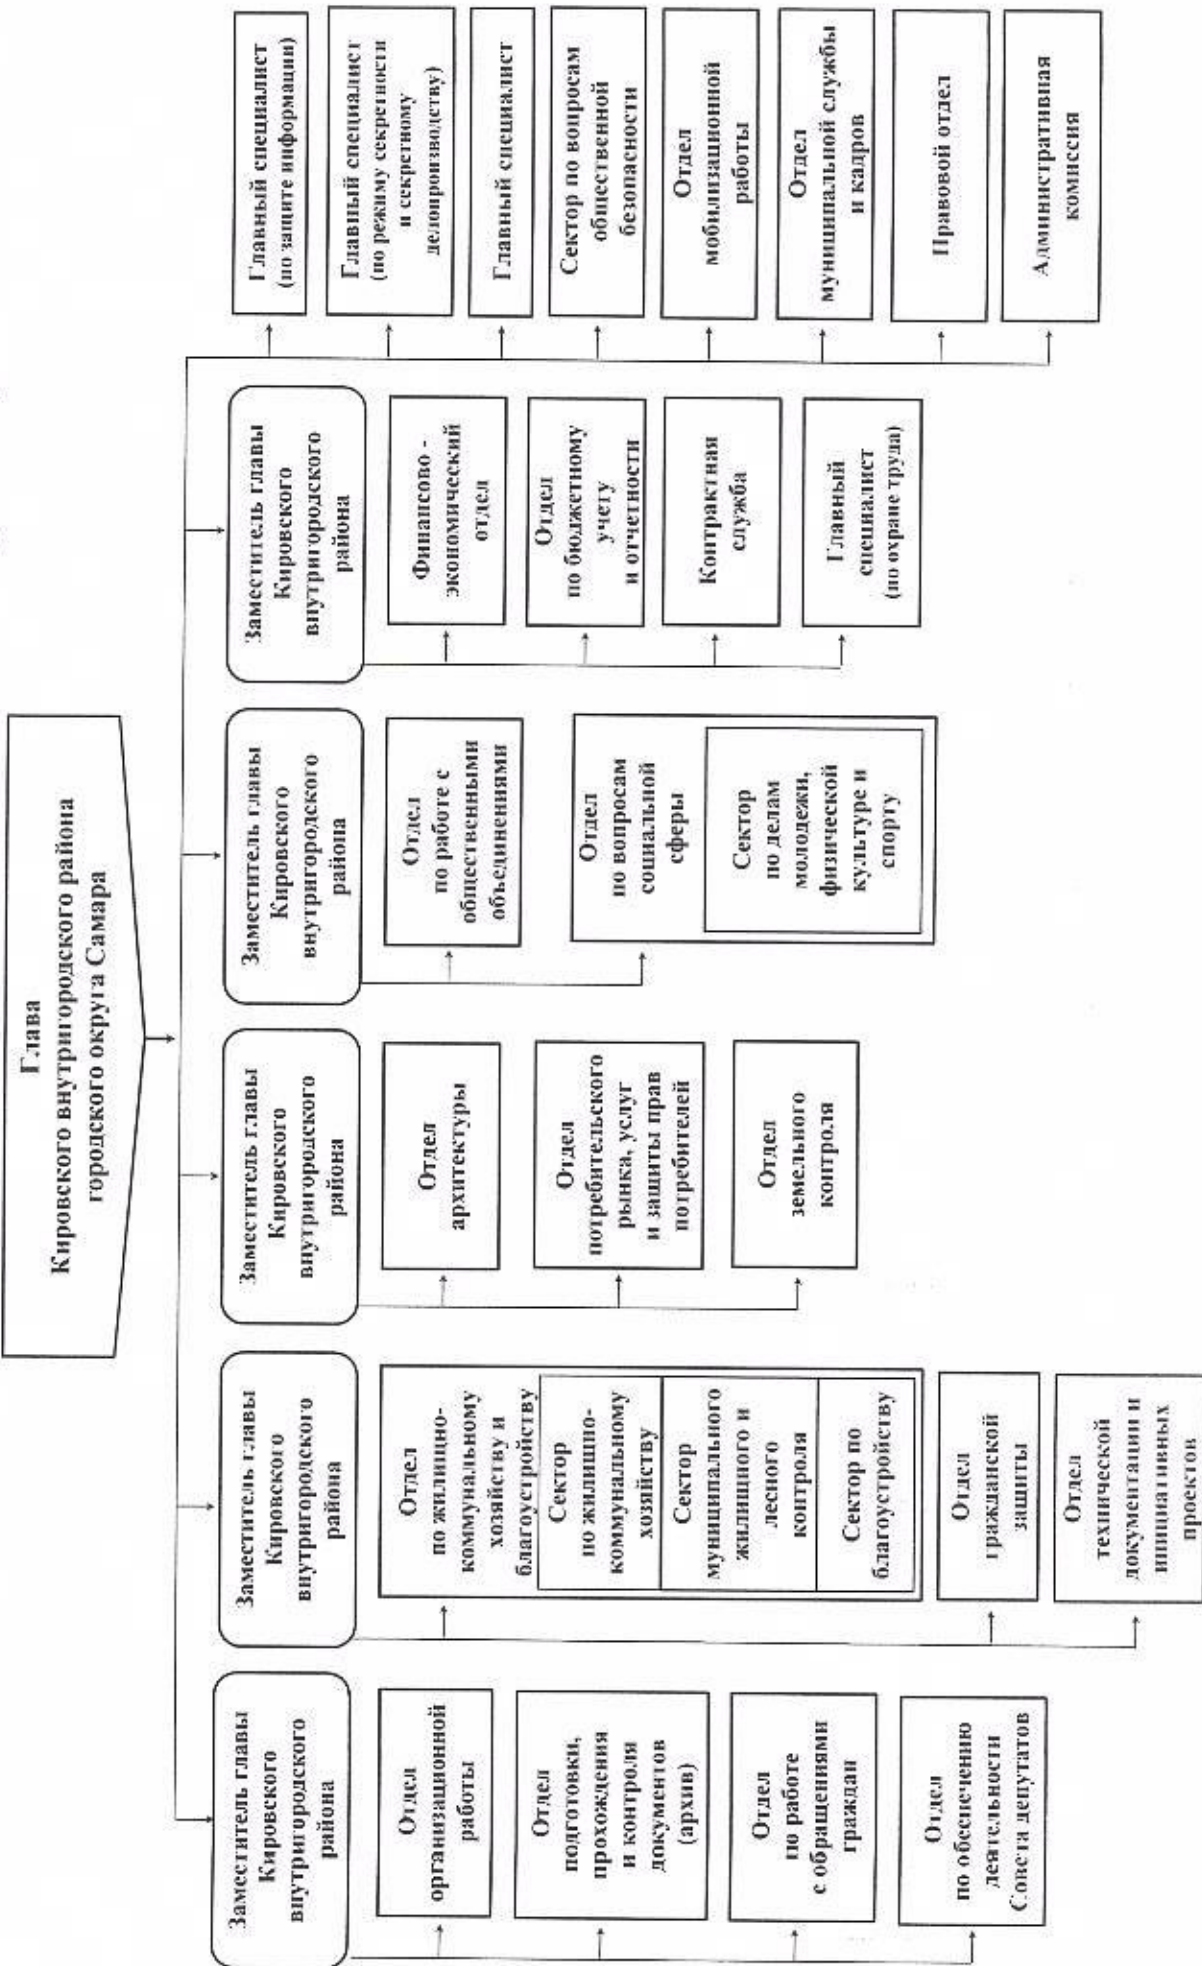 Глава
Кировского внутригородского района
городского округа Самара
Заместитель главы
Кировского
внутригородского
района
Отдел
организационной
работы
Отдел
подготовки,
прохождения
и контроля
документов
(архив)
Отдел
по работе
с обращениями
граждан
Отдел
по обеспечению
деятельности
Совета депутатов
Заместитель главы
Кировского
внутригородского
района
Отдел
по жилищно-
коммунальному
хозяйству и
благоустройству
Сектор
по жилищно-
коммунальному
хозяйству
Сектор
муниципального
жилищного и
лесного
контроля
Сектор по
благоустройству
Отдел
гражданской
защиты
Отдел
технической
документации и
инициативных
проектов
Заместитель главы
Кировского
внутригородского
района
Отдел
архитектуры
Отдел
потребительского
рынка, услуг
и защиты прав
потребителей
Отдел
земельного
контроля
Заместитель главы
Кировского
внутригородского
района
Отдел
по работе с
общественными
объединениями
Отдел
по вопросам
социальной
сферы
Сектор
по делам
молодежи,
физической
культуре и
спорту
Заместитель главы
Кировского
внутригородского
района
Финансово -
экономический
отдел
Отдел
по бюджетному
учету
и отчетности
Контрактная
служба
Главный
специалист
(по охране труда)
Главный специалист
(по защите информации)
Главный специалист
(по режиму секретности
и секретному
делопроизводству)
Главный специалист
Сектор по вопросам
общественной
безопасности
Отдел
мобилизационной
работы
Отдел
муниципальной службы
и кадров
Правовой отдел
Административная
комиссия